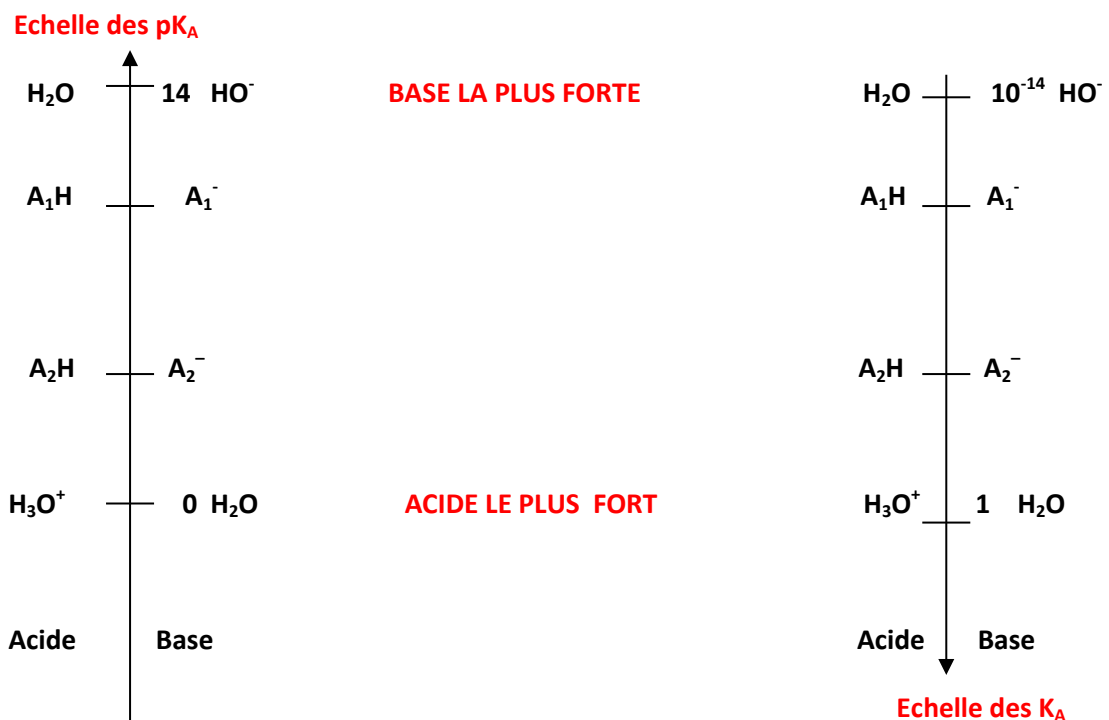 Echelle des pKA
H₂O 14 HO⁻ BASE LA PLUS FORTE H₂O 10⁻¹⁴ HO⁻
A₁H A₁⁻ A₁H A₁⁻
A₂H A₂⁻ A₂H A₂⁻
H₃O⁺ 0 H₂O ACIDE LE PLUS FORT H₃O⁺ 1 H₂O
Acide Base Acide Base
Echelle des KA